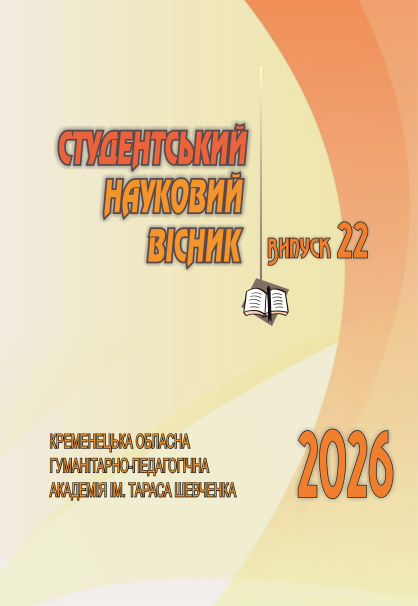 СТУДЕНТСЬКИЙ
НАУКОВИЙ
ВІСНИК
ВИПУСК 22
КРЕМЕНЕЦЬКА ОБЛАСНА
ГУМАНІТАРНО-ПЕДАГОГІЧНА
АКАДЕМІЯ ІМ. ТАРАСА ШЕВЧЕНКА
2026